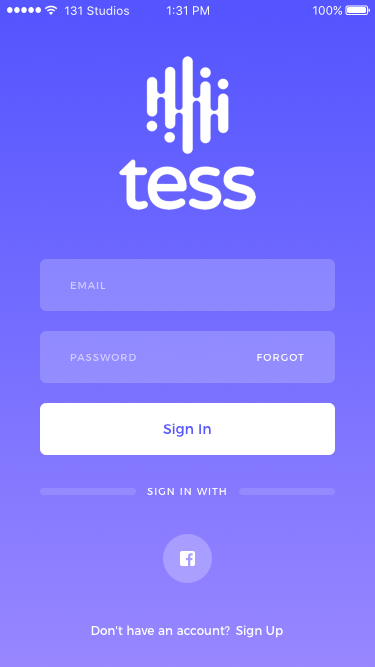 131 Studios 1:31 PM 100%
tess
EMAIL
PASSWORD FORGOT
Sign In
SIGN IN WITH
Don't have an account? Sign Up